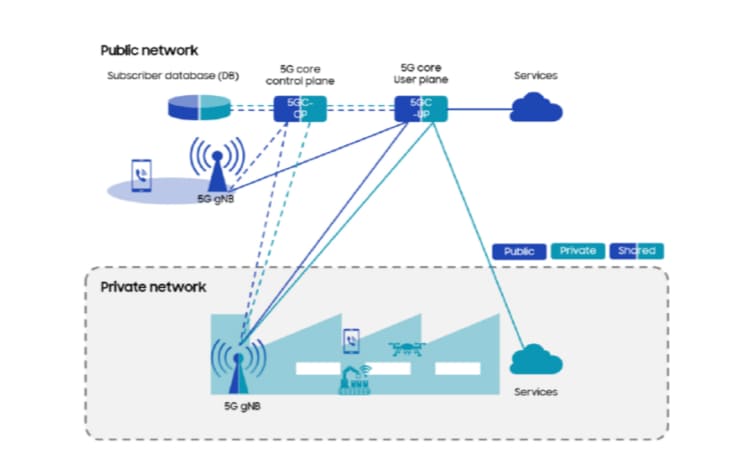 Public network
Subscriber database (DB)
5G core
control plane
5G core
User plane
Services
5GC-
CP
5GC
-UP
5G gNB
Public
Private
Shared
Private network
5G gNB
Services